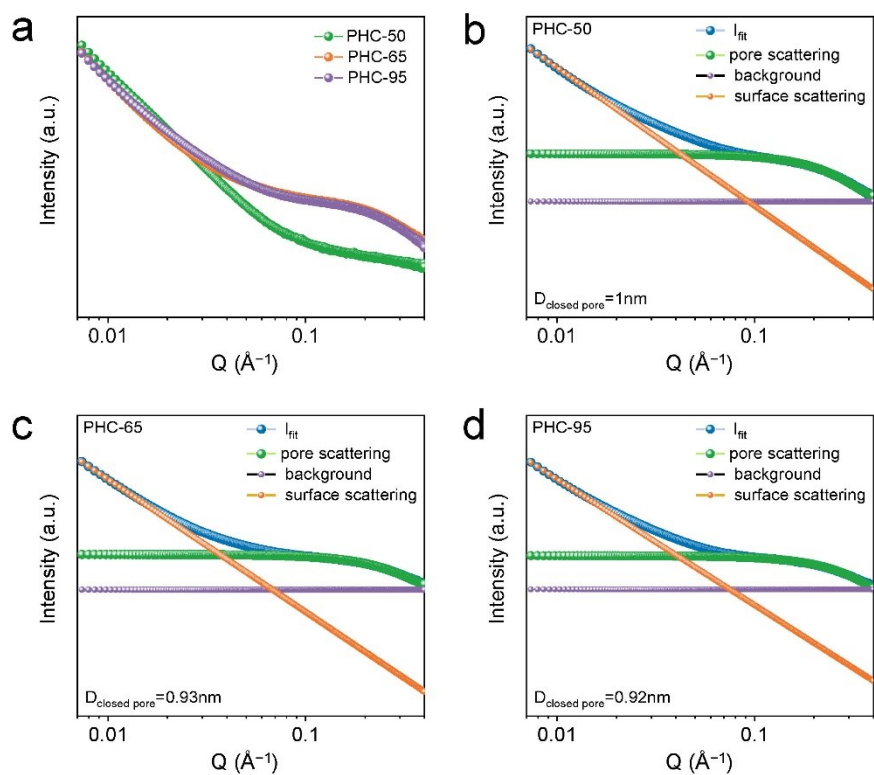 a
PHC-50
PHC-65
PHC-95
Intensity (a.u.)
0.01 0.1
Q (Å⁻¹)
b
PHC-50
I_fit
pore scattering
background
surface scattering
Intensity (a.u.)
D_closed pore=1nm
0.01 0.1
Q (Å⁻¹)
c
PHC-65
I_fit
pore scattering
background
surface scattering
Intensity (a.u.)
D_closed pore=0.93nm
0.01 0.1
Q (Å⁻¹)
d
PHC-95
I_fit
pore scattering
background
surface scattering
Intensity (a.u.)
D_closed pore=0.92nm
0.01 0.1
Q (Å⁻¹)